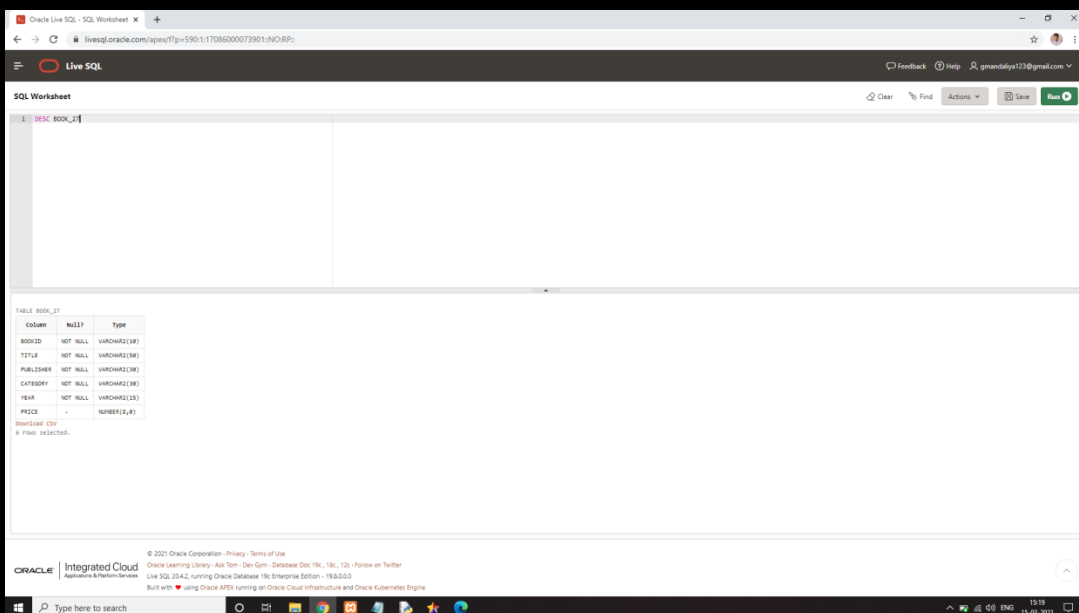 Oracle Live SQL - SQL Worksheet
livesql.oracle.com/apex/f?p=590:1:17086000073901::NO:RP::
Live SQL
Feedback Help gmandaliya123@gmail.com
SQL Worksheet
Clear Find Actions Save Run
1 DESC BOOK_27
TABLE BOOK_27
Column Null? Type
BOOKID NOT NULL VARCHAR2(10)
TITLE NOT NULL VARCHAR2(90)
PUBLISHER NOT NULL VARCHAR2(30)
CATEGORY NOT NULL VARCHAR2(30)
YEAR NOT NULL VARCHAR2(15)
PRICE - NUMBER(8,0)
Download CSV
6 rows selected.
© 2021 Oracle Corporation · Privacy · Terms of Use
ORACLE Integrated Cloud Oracle Learning Library · Ask Tom · Dev Gym · Database Doc 19c, 18c, 12c · Follow on Twitter
Applications & Platform Services Live SQL 20.4.2, running Oracle Database 19c Enterprise Edition - 19.8.0.0.0
Built with ❤ using Oracle APEX running on Oracle Cloud Infrastructure and Oracle Kubernetes Engine
Type here to search
ENG 15:19
15-03-2021